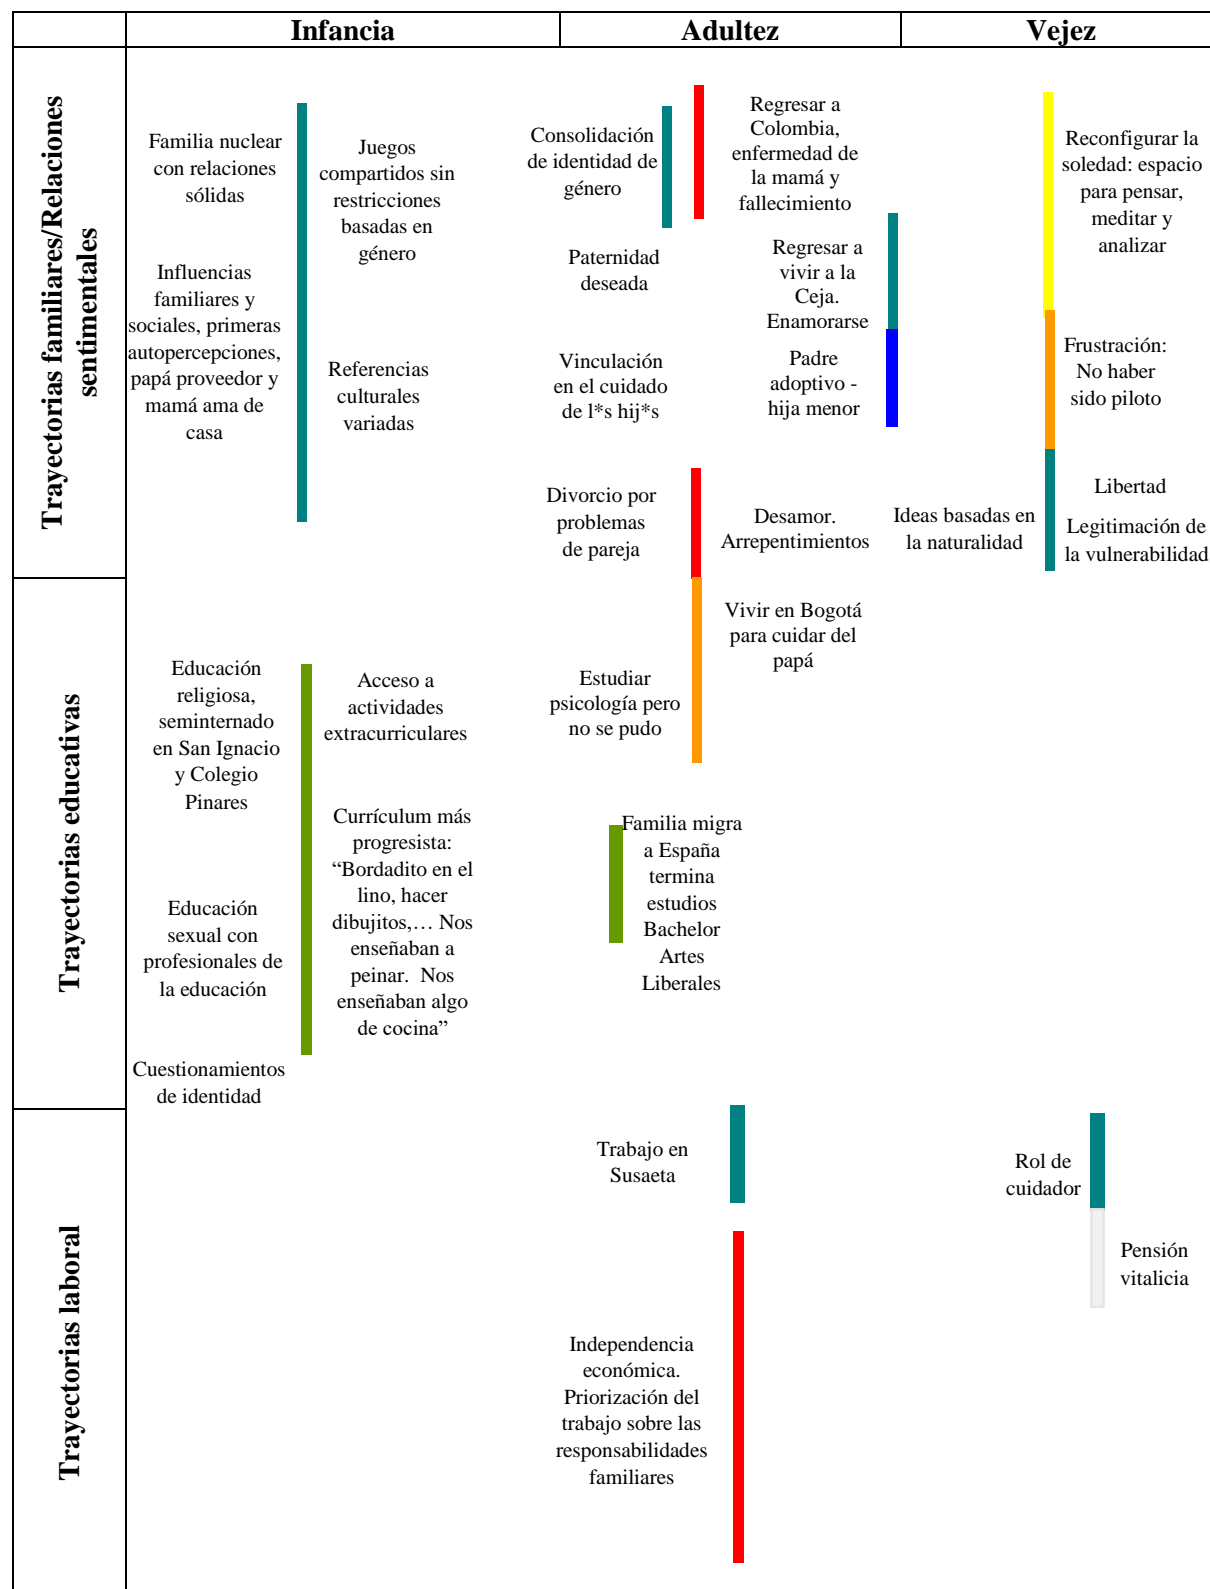 Infancia
Adultez
Vejez
Trayectorias familiares/Relaciones
sentimentales
Familia nuclear
con relaciones
sólidas
Influencias
familiares y
sociales, primeras
autopercepciones,
papá proveedor y
mamá ama de
casa
Juegos
compartidos sin
restricciones
basadas en
género
Referencias
culturales
variadas
Consolidación
de identidad de
género
Paternidad
deseada
Vinculación
en el cuidado
de l*s hij*s
Divorcio por
problemas
de pareja
Regresar a
Colombia,
enfermedad de
la mamá y
fallecimiento
Regresar a
vivir a la
Ceja.
Enamorarse
Padre
adoptivo -
hija menor
Desamor.
Arrepentimientos
Reconfigurar la
soledad: espacio
para pensar,
meditar y
analizar
Frustración:
No haber
sido piloto
Ideas basadas en
la naturalidad
Libertad
Legitimación de
la vulnerabilidad
Trayectorias educativas
Educación
religiosa,
seminternado
en San Ignacio
y Colegio
Pinares
Educación
sexual con
profesionales de
la educación
Cuestionamientos
de identidad
Acceso a
actividades
extracurriculares
Currículum más
progresista:
“Bordadito en el
lino, hacer
dibujitos,… Nos
enseñaban a
peinar. Nos
enseñaban algo
de cocina”
Estudiar
psicología pero
no se pudo
Vivir en Bogotá
para cuidar del
papá
Familia migra
a España
termina
estudios
Bachelor
Artes
Liberales
Trayectorias laboral
Trabajo en
Susaeta
Independencia
económica.
Priorización del
trabajo sobre las
responsabilidades
familiares
Rol de
cuidador
Pensión
vitalicia